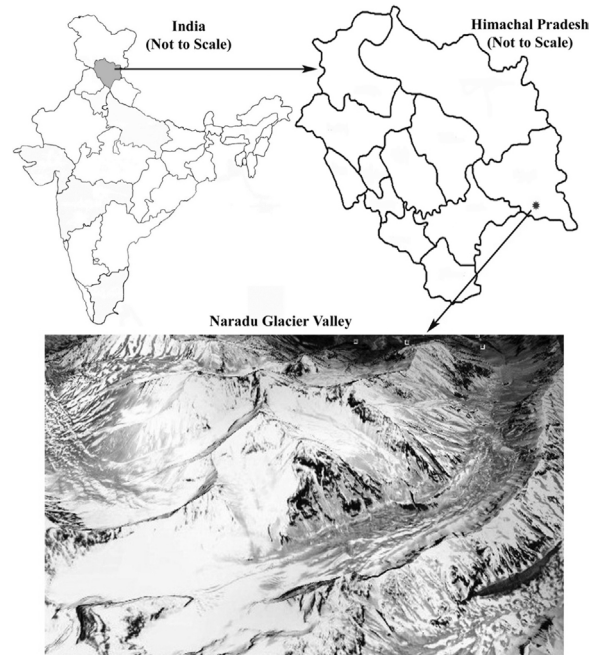 India
(Not to Scale)
Himachal Pradesh
(Not to Scale)
Naradu Glacier Valley